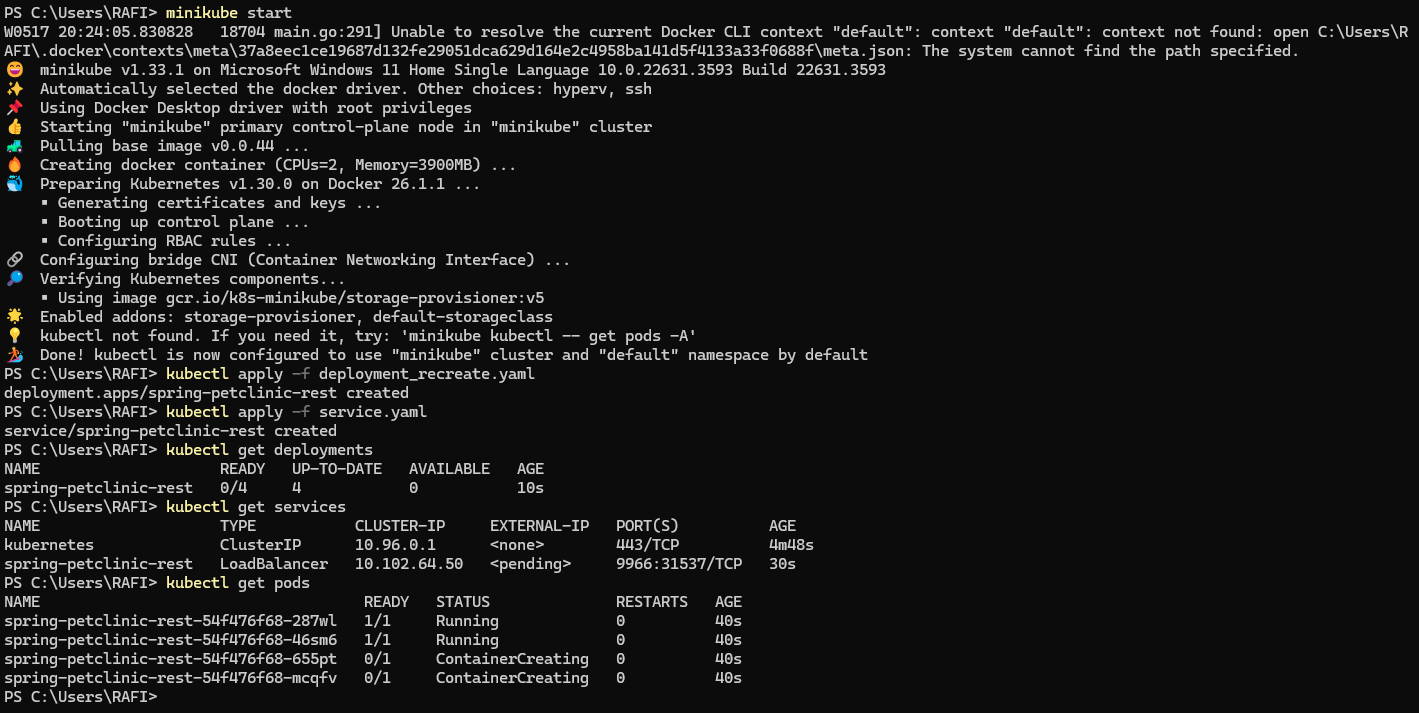 PS C:\Users\RAFI> minikube start
W0517 20:24:05.830828   18704 main.go:291] Unable to resolve the current Docker CLI context "default": context "default": context not found: open C:\Users\R
AFI\.docker\contexts\meta\37a8eec1ce19687d132fe29051dca629d164e2c4958ba141d5f4133a33f0688f\meta.json: The system cannot find the path specified.
😄  minikube v1.33.1 on Microsoft Windows 11 Home Single Language 10.0.22631.3593 Build 22631.3593
✨  Automatically selected the docker driver. Other choices: hyperv, ssh
📌  Using Docker Desktop driver with root privileges
👍  Starting "minikube" primary control-plane node in "minikube" cluster
🚜  Pulling base image v0.0.44 ...
🔥  Creating docker container (CPUs=2, Memory=3900MB) ...
🐳  Preparing Kubernetes v1.30.0 on Docker 26.1.1 ...
    ▪ Generating certificates and keys ...
    ▪ Booting up control plane ...
    ▪ Configuring RBAC rules ...
🔗  Configuring bridge CNI (Container Networking Interface) ...
🔎  Verifying Kubernetes components...
    ▪ Using image gcr.io/k8s-minikube/storage-provisioner:v5
🌟  Enabled addons: storage-provisioner, default-storageclass
💡  kubectl not found. If you need it, try: 'minikube kubectl -- get pods -A'
🏄  Done! kubectl is now configured to use "minikube" cluster and "default" namespace by default
PS C:\Users\RAFI> kubectl apply -f deployment_recreate.yaml
deployment.apps/spring-petclinic-rest created
PS C:\Users\RAFI> kubectl apply -f service.yaml
service/spring-petclinic-rest created
PS C:\Users\RAFI> kubectl get deployments
NAME                    READY   UP-TO-DATE   AVAILABLE   AGE
spring-petclinic-rest   0/4     4            0           10s
PS C:\Users\RAFI> kubectl get services
NAME                    TYPE           CLUSTER-IP     EXTERNAL-IP   PORT(S)          AGE
kubernetes              ClusterIP      10.96.0.1      <none>        443/TCP          4m48s
spring-petclinic-rest   LoadBalancer   10.102.64.50   <pending>     9966:31537/TCP   30s
PS C:\Users\RAFI> kubectl get pods
NAME                                    READY   STATUS              RESTARTS   AGE
spring-petclinic-rest-54f476f68-287wl   1/1     Running             0          40s
spring-petclinic-rest-54f476f68-46sm6   1/1     Running             0          40s
spring-petclinic-rest-54f476f68-655pt   0/1     ContainerCreating   0          40s
spring-petclinic-rest-54f476f68-mcqfv   0/1     ContainerCreating   0          40s
PS C:\Users\RAFI>